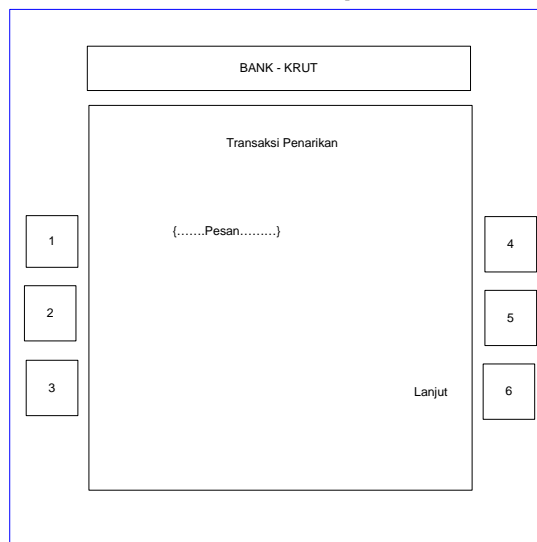 BANK - KRUT
Transaksi Penarikan
1
{…….Pesan………}
4
2
5
3
Lanjut
6